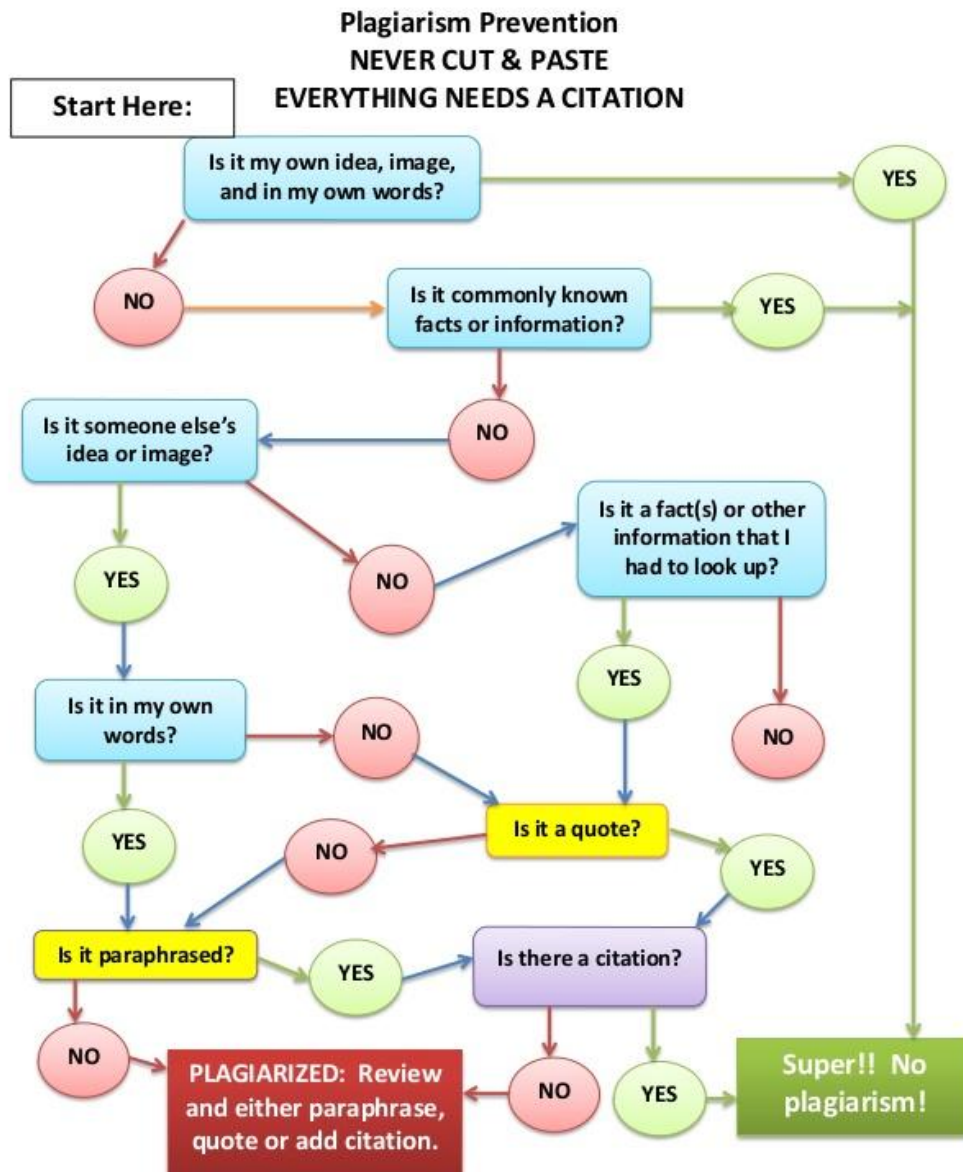 Plagiarism Prevention
NEVER CUT & PASTE
EVERYTHING NEEDS A CITATION
Start Here:
Is it my own idea, image,
and in my own words?
YES
NO
Is it commonly known
facts or information?
YES
NO
Is it someone else's
idea or image?
YES
NO
Is it a fact(s) or other
information that I
had to look up?
YES
NO
Is it in my own
words?
NO
YES
Is it a quote?
NO
YES
Is it paraphrased?
YES
NO
Is there a citation?
NO
YES
PLAGIARIZED: Review
and either paraphrase,
quote or add citation.
Super!! No
plagiarism!